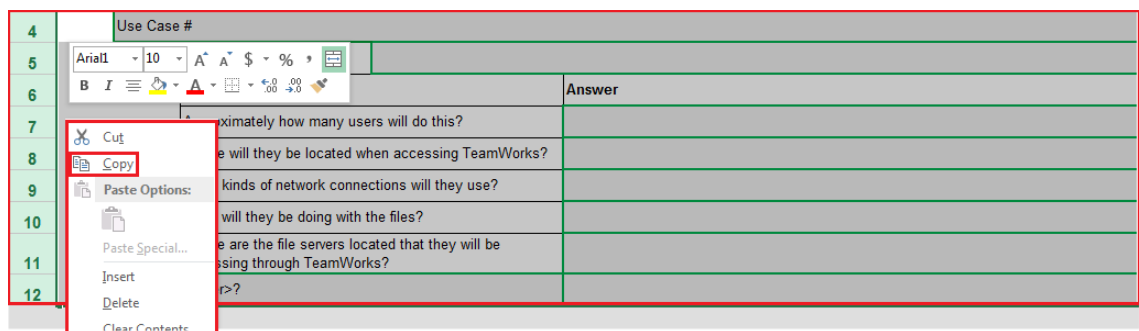 4 Use Case #
5 Arial1 10 A A $ % ,
B I A .00 .00
6 Answer
7 ximately how many users will do this?
Cut
8 e will they be located when accessing TeamWorks?
Copy
9 kinds of network connections will they use?
Paste Options:
10 will they be doing with the files?
e are the file servers located that they will be
Paste Special...
11 ssing through TeamWorks?
Insert
12 r>?
Delete
Clear Contents